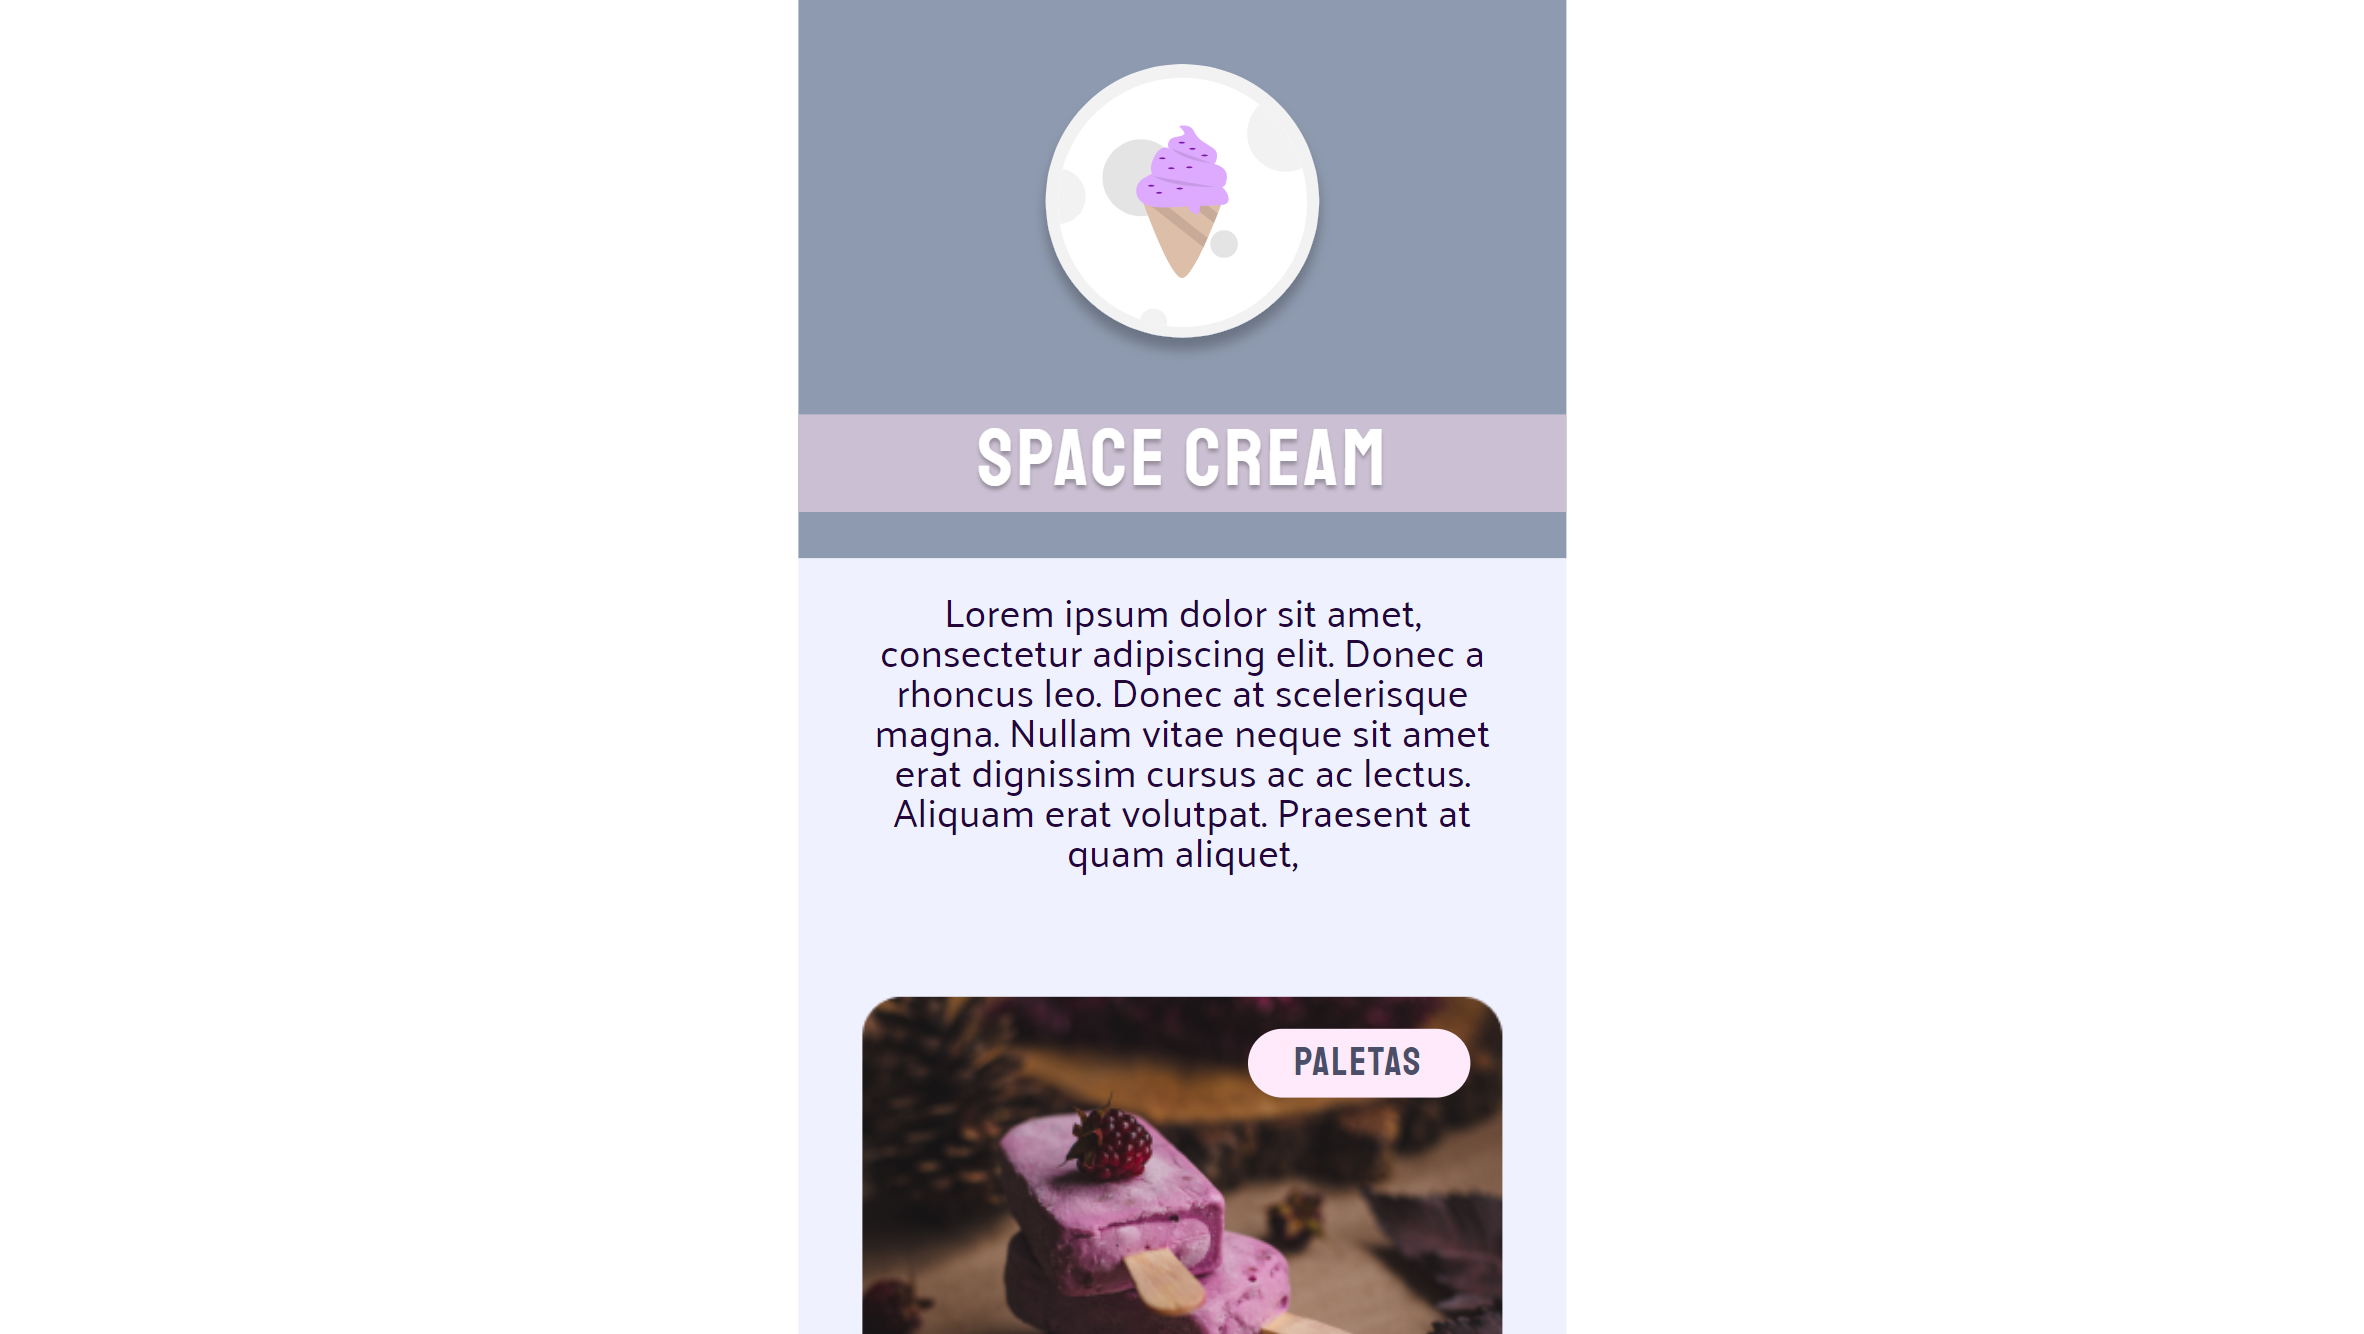 SPACE CREAM
Lorem ipsum dolor sit amet,
consectetur adipiscing elit. Donec a
rhoncus leo. Donec at scelerisque
magna. Nullam vitae neque sit amet
erat dignissim cursus ac ac lectus.
Aliquam erat volutpat. Praesent at
quam aliquet,
PALETAS